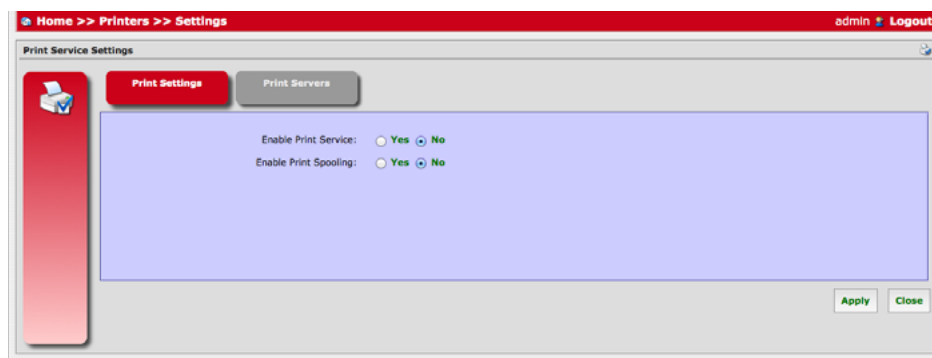 Home >> Printers >> Settings admin Logout
Print Service Settings
Print Settings Print Servers
Enable Print Service: Yes No
Enable Print Spooling: Yes No
Apply Close